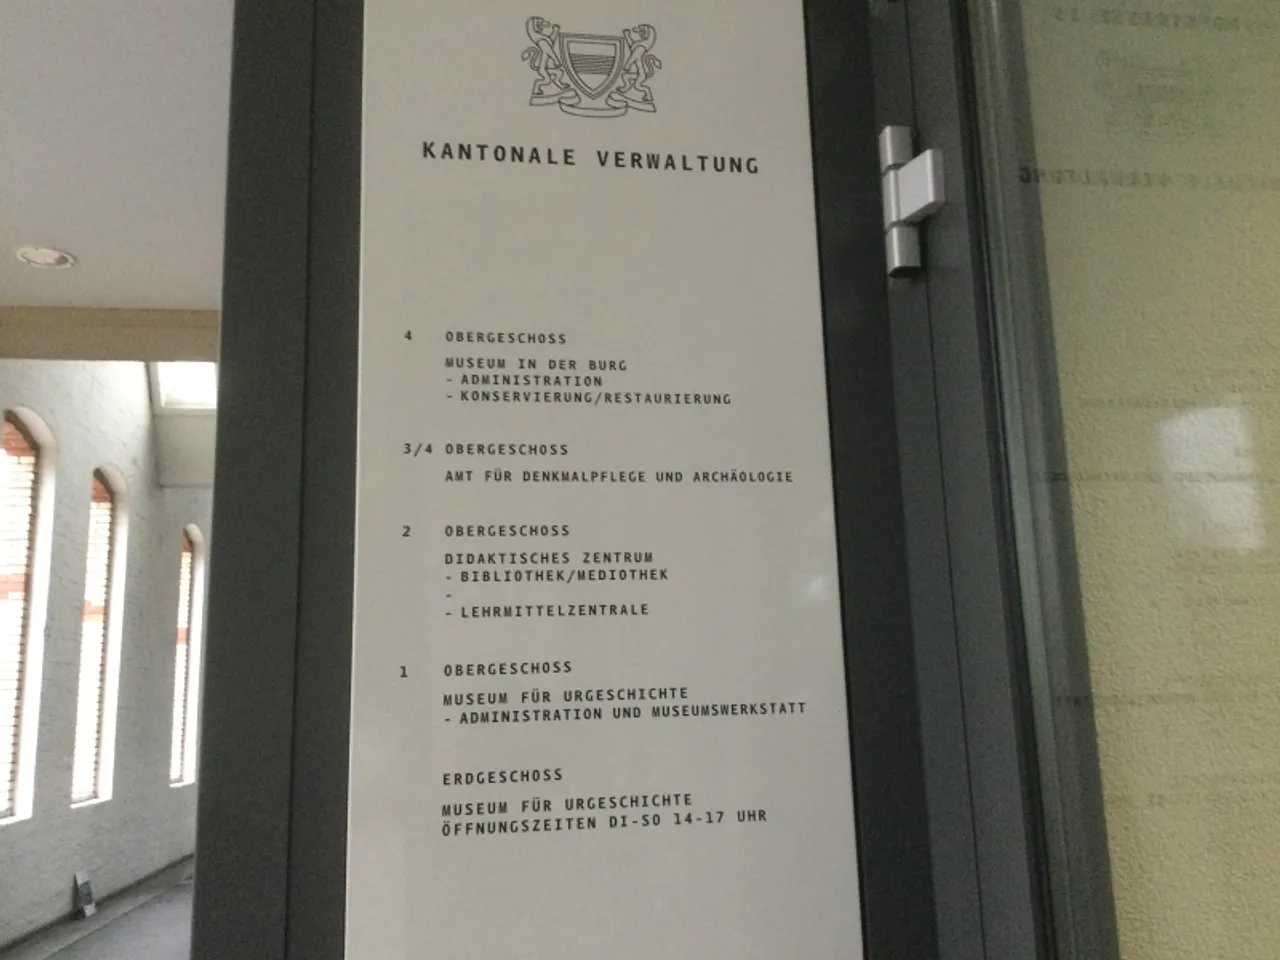 KANTONALE VERWALTUNG
4 OBERGESCHOSS
MUSEUM IN DER BURG
- ADMINISTRATION
- KONSERVIERUNG/RESTAURIERUNG
3/4 OBERGESCHOSS
AMT FÜR DENKMALPFLEGE UND ARCHÄOLOGIE
2 OBERGESCHOSS
DIDAKTISCHES ZENTRUM
- BIBLIOTHEK/MEDIOTHEK
-
- LEHRMITTELZENTRALE
1 OBERGESCHOSS
MUSEUM FÜR URGESCHICHTE
- ADMINISTRATION UND MUSEUMSWERKSTATT
ERDGESCHOSS
MUSEUM FÜR URGESCHICHTE
ÖFFNUNGSZEITEN DI-SO 14-17 UHR